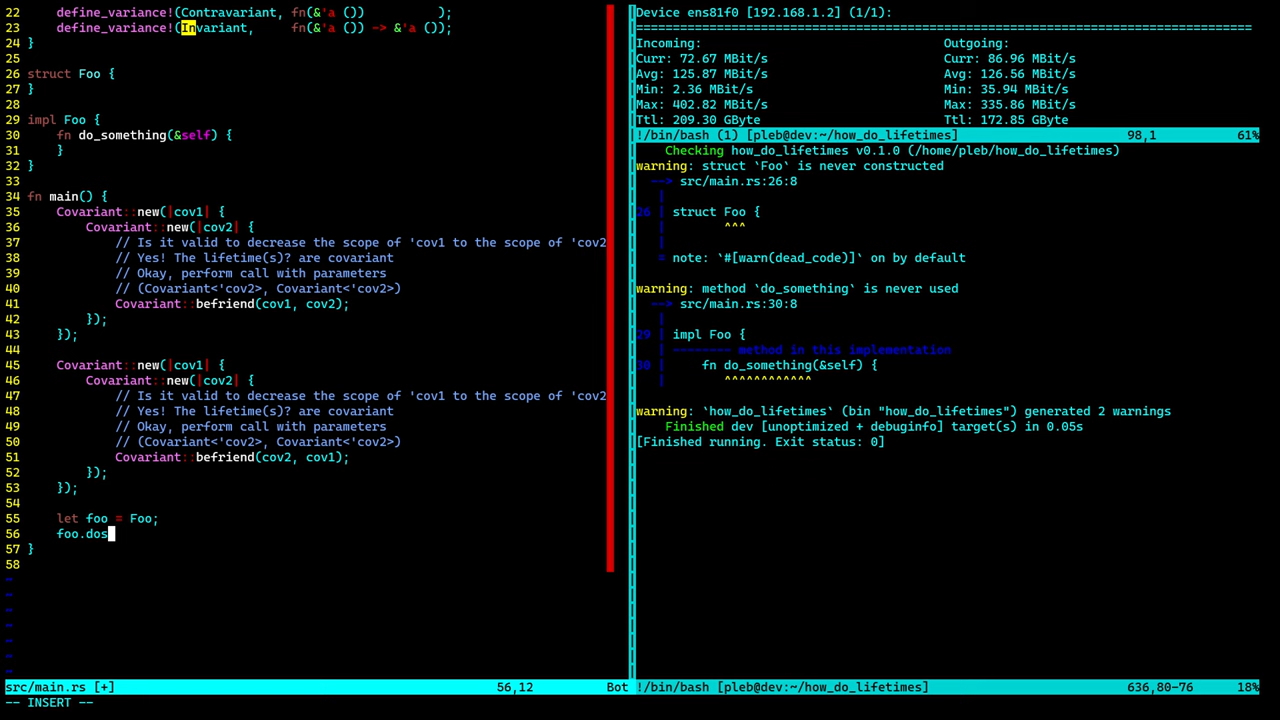 22     define_variance!(Contravariant, fn(&'a ())          );
23     define_variance!(Invariant,     fn(&'a ()) -> &'a ());
24 }
25
26 struct Foo {
27 }
28
29 impl Foo {
30     fn do_something(&self) {
31     }
32 }
33
34 fn main() {
35     Covariant::new(|cov1| {
36         Covariant::new(|cov2| {
37             // Is it valid to decrease the scope of 'cov1 to the scope of 'cov2
38             // Yes! The lifetime(s)? are covariant
39             // Okay, perform call with parameters
40             // (Covariant<'cov2>, Covariant<'cov2>)
41             Covariant::befriend(cov1, cov2);
42         });
43     });
44
45     Covariant::new(|cov1| {
46         Covariant::new(|cov2| {
47             // Is it valid to decrease the scope of 'cov1 to the scope of 'cov2
48             // Yes! The lifetime(s)? are covariant
49             // Okay, perform call with parameters
50             // (Covariant<'cov2>, Covariant<'cov2>)
51             Covariant::befriend(cov2, cov1);
52         });
53     });
54
55     let foo = Foo;
56     foo.dos
57 }
58
~
~
~
~
~
~
~
src/main.rs [+] 56,12 Bot
-- INSERT --
Device ens81f0 [192.168.1.2] (1/1):
================================================================================
Incoming: Outgoing:
Curr: 72.67 MBit/s Curr: 86.96 MBit/s
Avg: 125.87 MBit/s Avg: 126.56 MBit/s
Min: 2.36 MBit/s Min: 35.94 MBit/s
Max: 402.82 MBit/s Max: 335.86 MBit/s
Ttl: 209.30 GByte Ttl: 172.85 GByte
!/bin/bash (1) [pleb@dev:~/how_do_lifetimes] 98,1 61%
    Checking how_do_lifetimes v0.1.0 (/home/pleb/how_do_lifetimes)
warning: struct `Foo` is never constructed
  --> src/main.rs:26:8
   |
26 | struct Foo {
   |        ^^^
   |
   = note: `#[warn(dead_code)]` on by default
warning: method `do_something` is never used
  --> src/main.rs:30:8
   |
29 | impl Foo {
   | -------- method in this implementation
30 |     fn do_something(&self) {
   |        ^^^^^^^^^^^^
warning: `how_do_lifetimes` (bin "how_do_lifetimes") generated 2 warnings
    Finished dev [unoptimized + debuginfo] target(s) in 0.05s
[Finished running. Exit status: 0]
!/bin/bash [pleb@dev:~/how_do_lifetimes] 636,80-76 18%